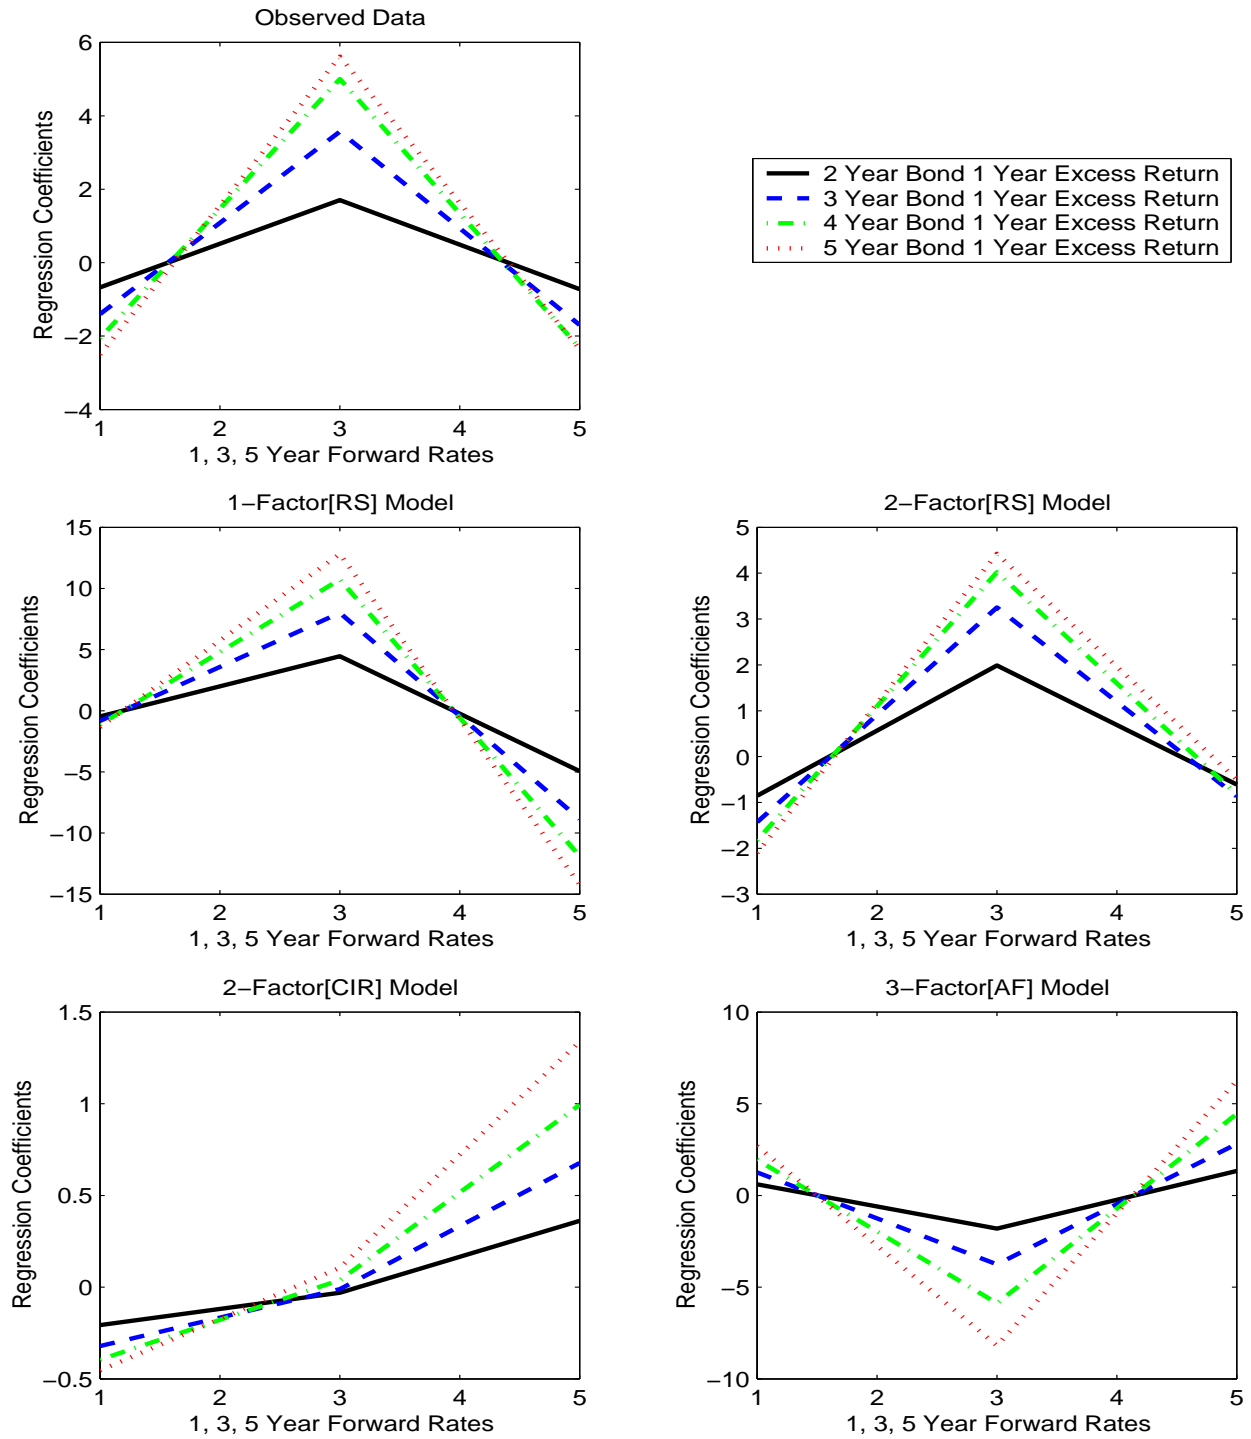 Observed Data
6
4
2
0
−2
−4
Regression Coefficients
1 2 3 4 5
1, 3, 5 Year Forward Rates
2 Year Bond 1 Year Excess Return
3 Year Bond 1 Year Excess Return
4 Year Bond 1 Year Excess Return
5 Year Bond 1 Year Excess Return
1−Factor[RS] Model
15
10
5
0
−5
−10
−15
Regression Coefficients
1 2 3 4 5
1, 3, 5 Year Forward Rates
2−Factor[RS] Model
5
4
3
2
1
0
−1
−2
−3
Regression Coefficients
1 2 3 4 5
1, 3, 5 Year Forward Rates
2−Factor[CIR] Model
1.5
1
0.5
0
−0.5
Regression Coefficients
1 2 3 4 5
1, 3, 5 Year Forward Rates
3−Factor[AF] Model
10
5
0
−5
−10
Regression Coefficients
1 2 3 4 5
1, 3, 5 Year Forward Rates